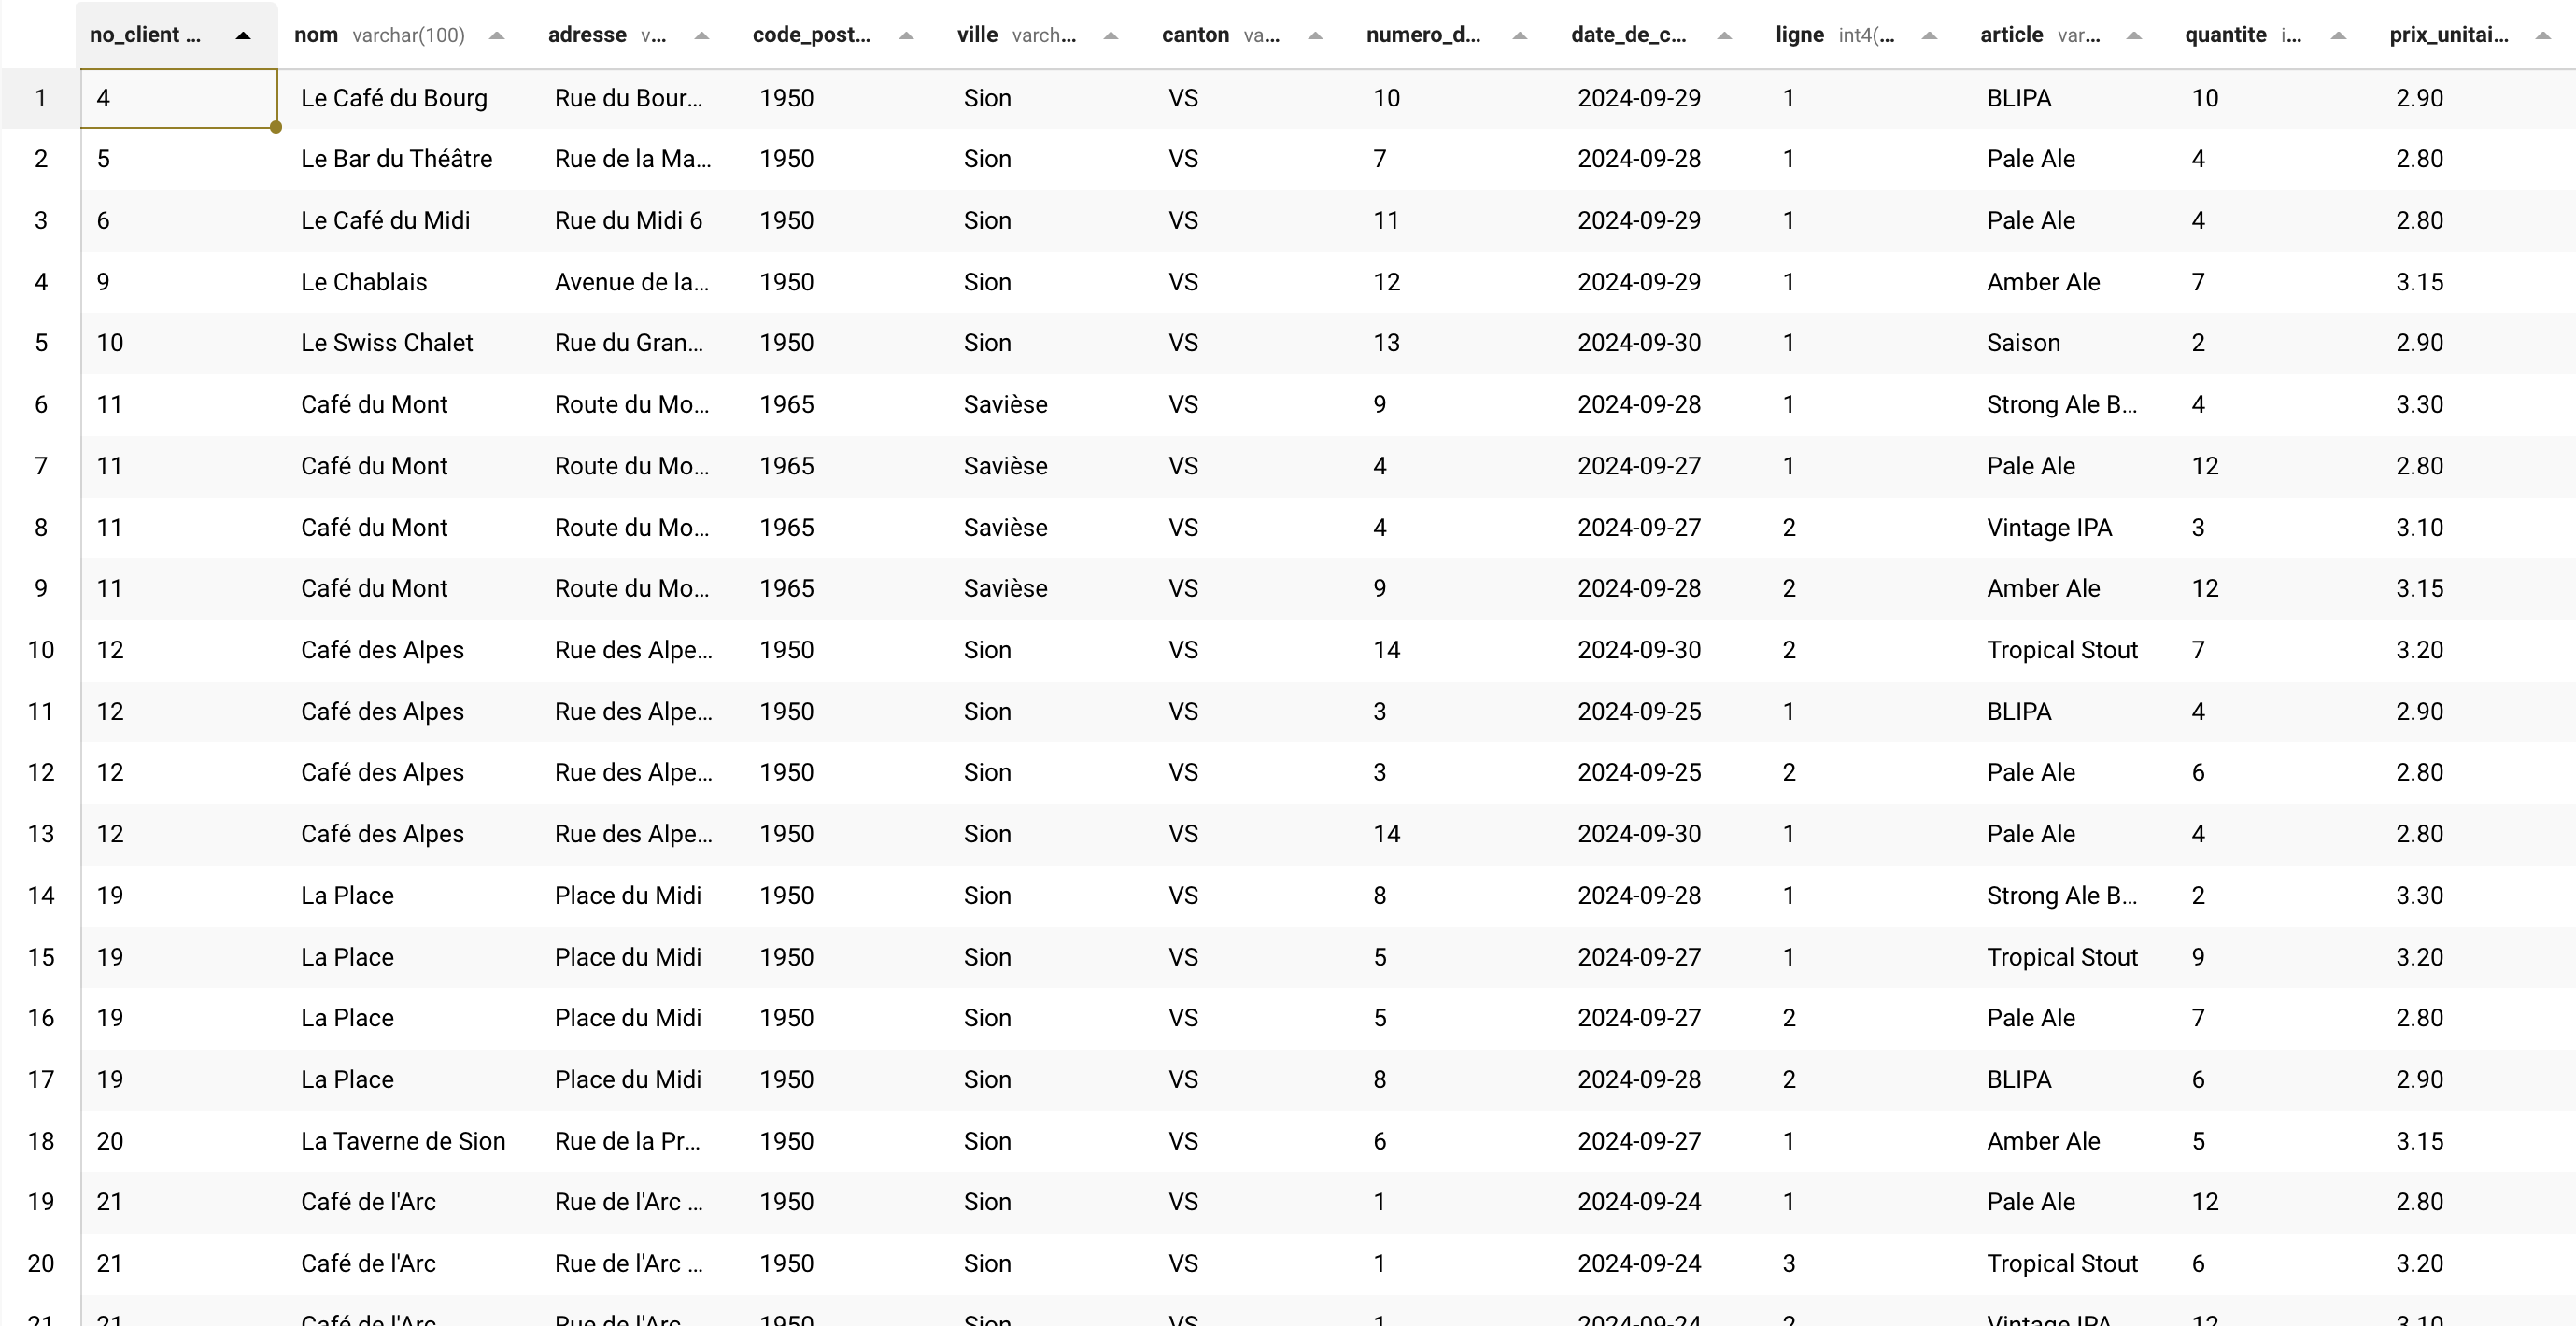 no_client ... nom varchar(100) adresse v... code_post... ville varch... canton va... numero_d... date_de_c... ligne int4(... article var... quantite i... prix_unitai...
1 4 Le Café du Bourg Rue du Bour... 1950 Sion VS 10 2024-09-29 1 BLIPA 10 2.90
2 5 Le Bar du Théâtre Rue de la Ma... 1950 Sion VS 7 2024-09-28 1 Pale Ale 4 2.80
3 6 Le Café du Midi Rue du Midi 6 1950 Sion VS 11 2024-09-29 1 Pale Ale 4 2.80
4 9 Le Chablais Avenue de la... 1950 Sion VS 12 2024-09-29 1 Amber Ale 7 3.15
5 10 Le Swiss Chalet Rue du Gran... 1950 Sion VS 13 2024-09-30 1 Saison 2 2.90
6 11 Café du Mont Route du Mo... 1965 Savièse VS 9 2024-09-28 1 Strong Ale B... 4 3.30
7 11 Café du Mont Route du Mo... 1965 Savièse VS 4 2024-09-27 1 Pale Ale 12 2.80
8 11 Café du Mont Route du Mo... 1965 Savièse VS 4 2024-09-27 2 Vintage IPA 3 3.10
9 11 Café du Mont Route du Mo... 1965 Savièse VS 9 2024-09-28 2 Amber Ale 12 3.15
10 12 Café des Alpes Rue des Alpe... 1950 Sion VS 14 2024-09-30 2 Tropical Stout 7 3.20
11 12 Café des Alpes Rue des Alpe... 1950 Sion VS 3 2024-09-25 1 BLIPA 4 2.90
12 12 Café des Alpes Rue des Alpe... 1950 Sion VS 3 2024-09-25 2 Pale Ale 6 2.80
13 12 Café des Alpes Rue des Alpe... 1950 Sion VS 14 2024-09-30 1 Pale Ale 4 2.80
14 19 La Place Place du Midi 1950 Sion VS 8 2024-09-28 1 Strong Ale B... 2 3.30
15 19 La Place Place du Midi 1950 Sion VS 5 2024-09-27 1 Tropical Stout 9 3.20
16 19 La Place Place du Midi 1950 Sion VS 5 2024-09-27 2 Pale Ale 7 2.80
17 19 La Place Place du Midi 1950 Sion VS 8 2024-09-28 2 BLIPA 6 2.90
18 20 La Taverne de Sion Rue de la Pr... 1950 Sion VS 6 2024-09-27 1 Amber Ale 5 3.15
19 21 Café de l'Arc Rue de l'Arc ... 1950 Sion VS 1 2024-09-24 1 Pale Ale 12 2.80
20 21 Café de l'Arc Rue de l'Arc ... 1950 Sion VS 1 2024-09-24 3 Tropical Stout 6 3.20
21 21 Café de l'Arc Rue de l'Arc 1950 Sion VS 1 2024-09-24 2 Vintage IPA 12 3.10